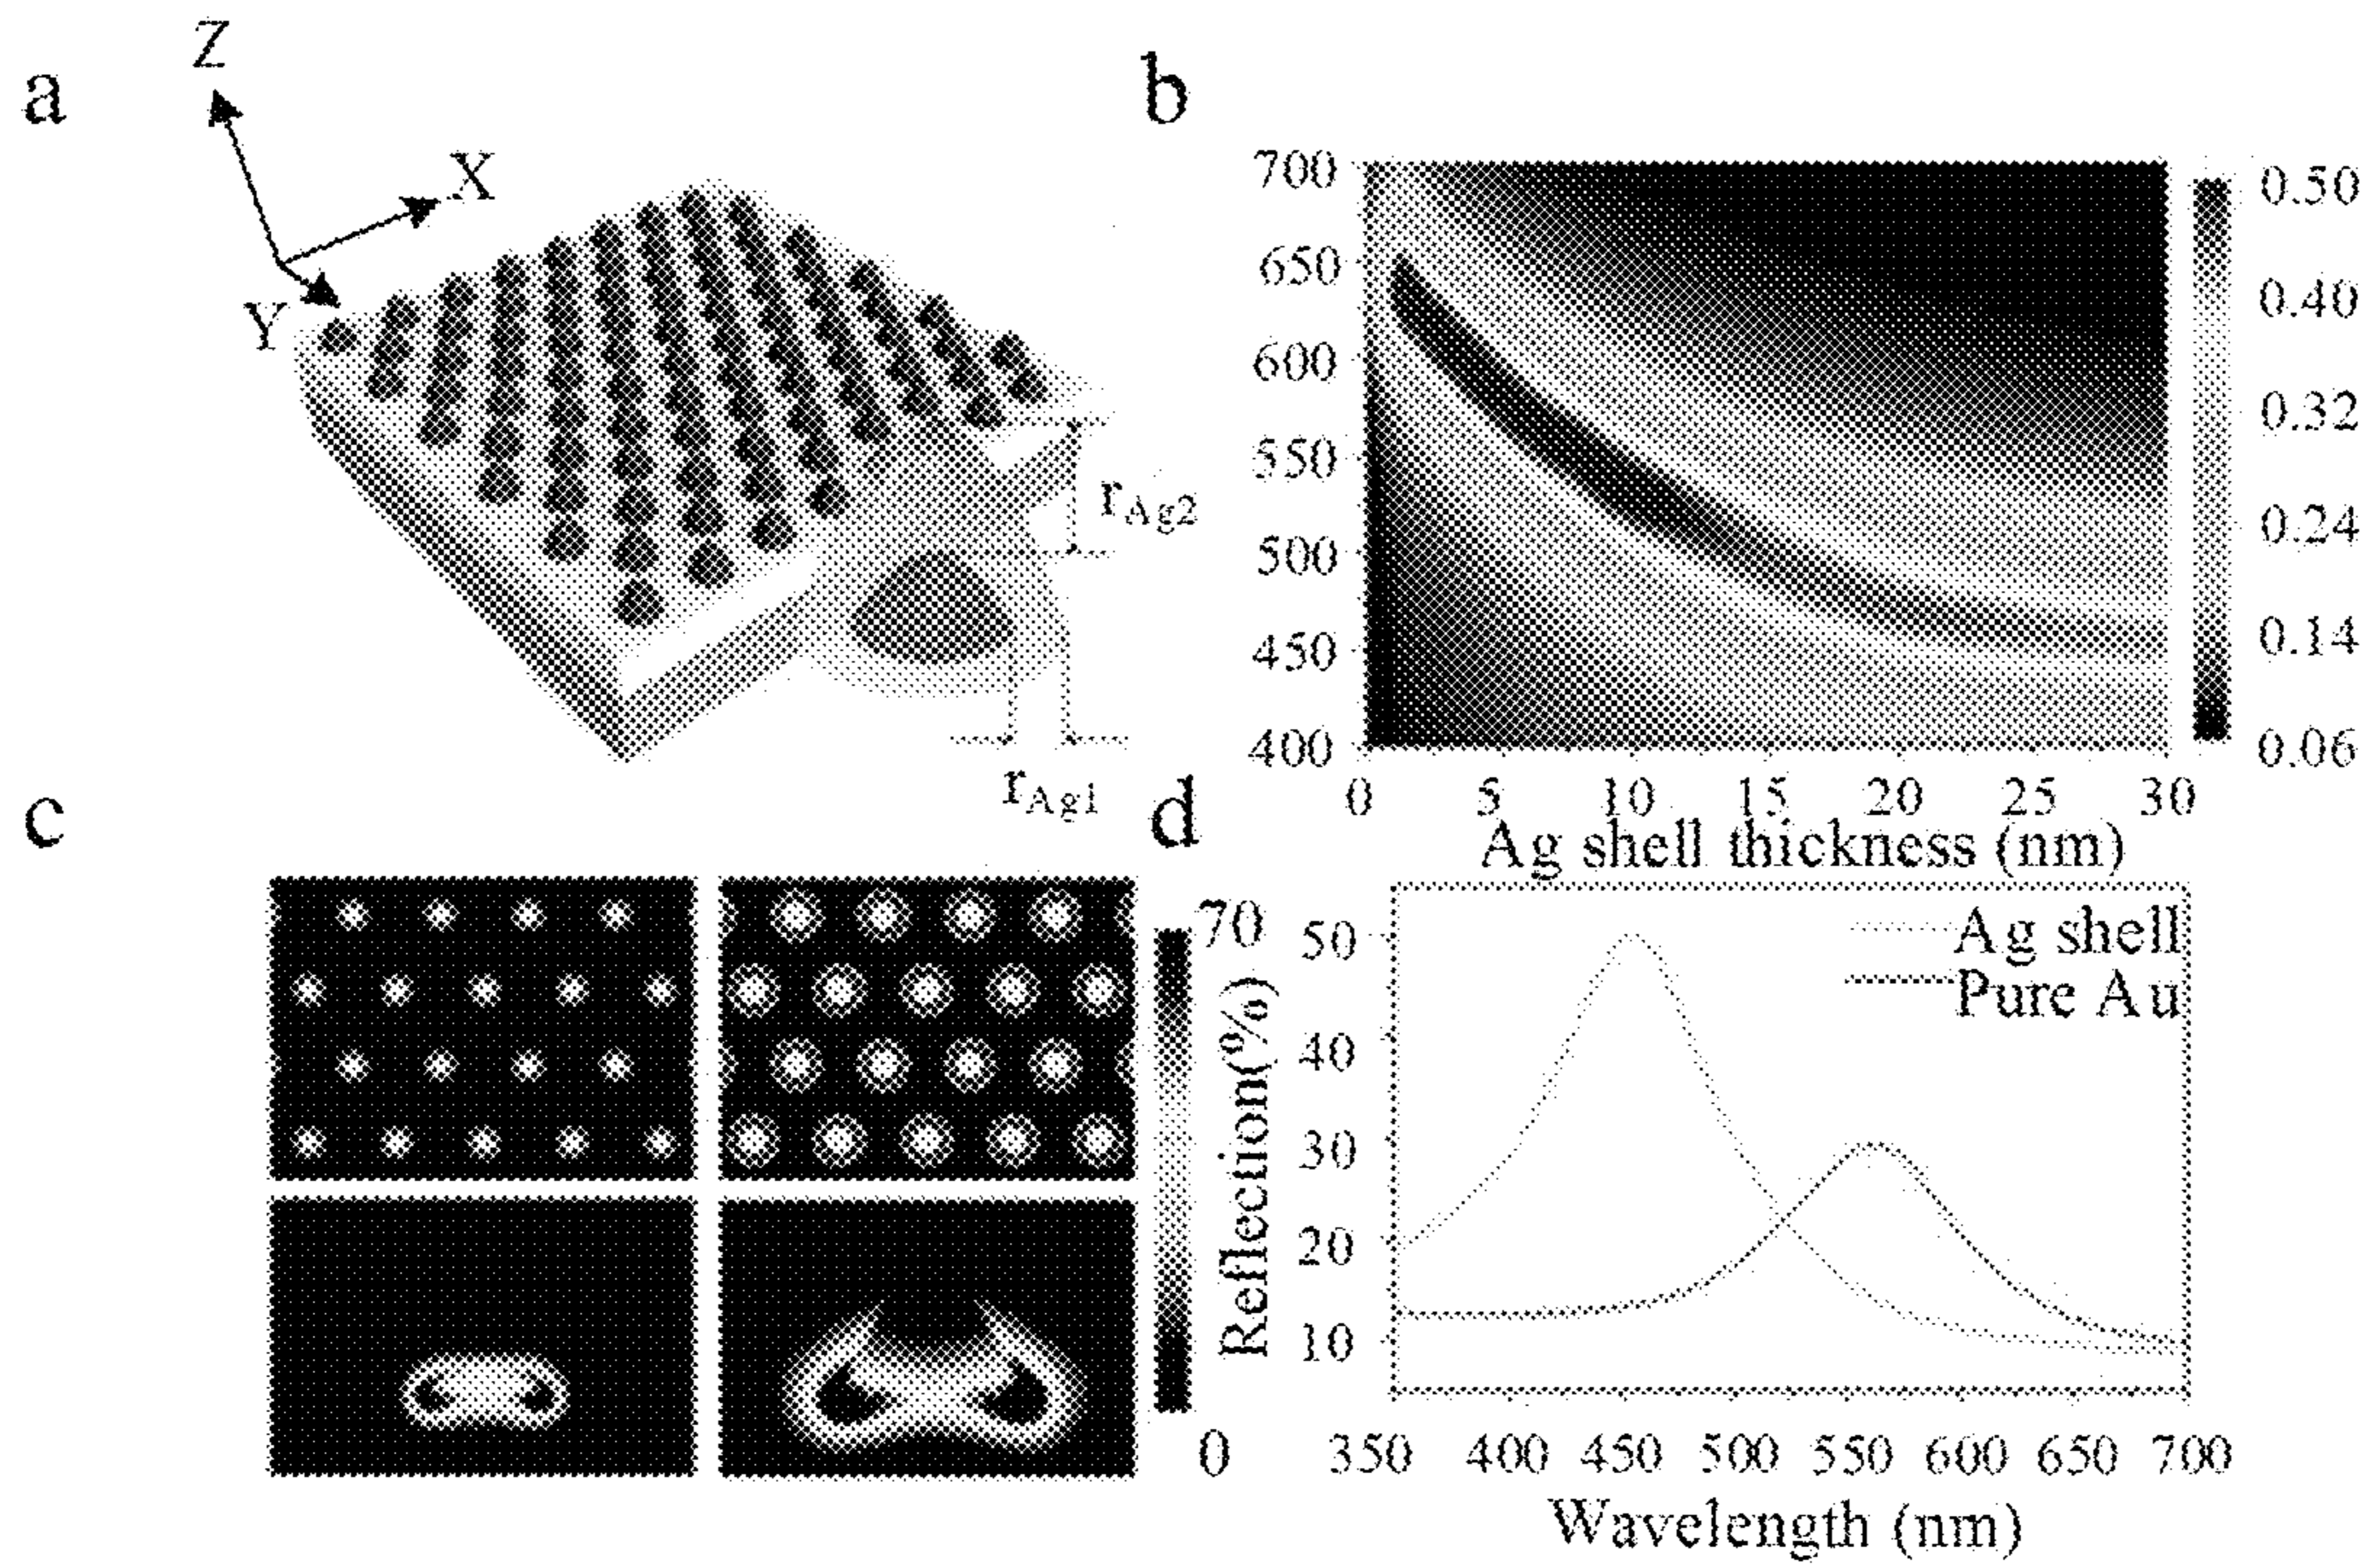 a
Z
X
Y
rAg2
rAg1
b
700
650
600
550
500
450
400
0 5 10 15 20 25 30
Ag shell thickness (nm)
0.50
0.40
0.32
0.24
0.14
0.06
c
70
0
d
Ag shell
Pure Au
Reflection(%)
50
40
30
20
10
350 400 450 500 550 600 650 700
Wavelength (nm)